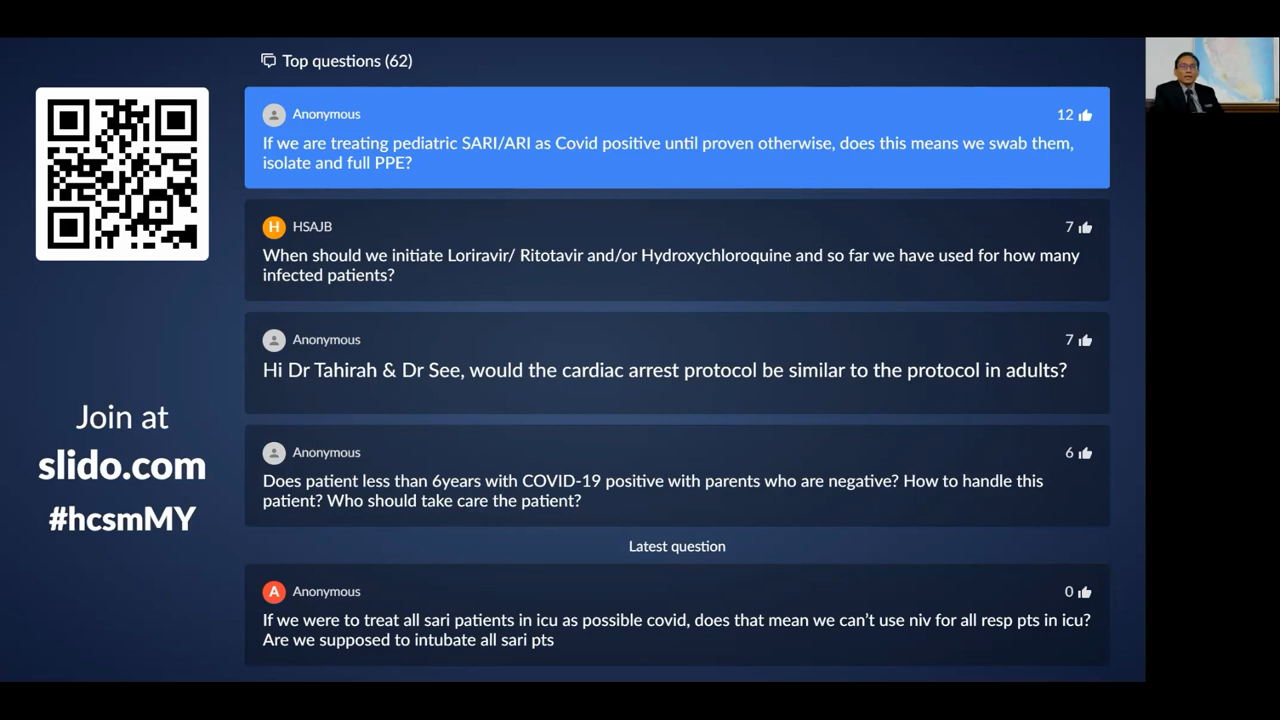 Top questions (62)
Anonymous
12
If we are treating pediatric SARI/ARI as Covid positive until proven otherwise, does this means we swab them,
isolate and full PPE?
H HSAJB
7
When should we initiate Loriravir/ Ritotavir and/or Hydroxychloroquine and so far we have used for how many
infected patients?
Anonymous
7
Hi Dr Tahirah & Dr See, would the cardiac arrest protocol be similar to the protocol in adults?
Anonymous
6
Does patient less than 6years with COVID-19 positive with parents who are negative? How to handle this
patient? Who should take care the patient?
Latest question
A Anonymous
0
If we were to treat all sari patients in icu as possible covid, does that mean we can't use niv for all resp pts in icu?
Are we supposed to intubate all sari pts
Join at
slido.com
#hcsmMY